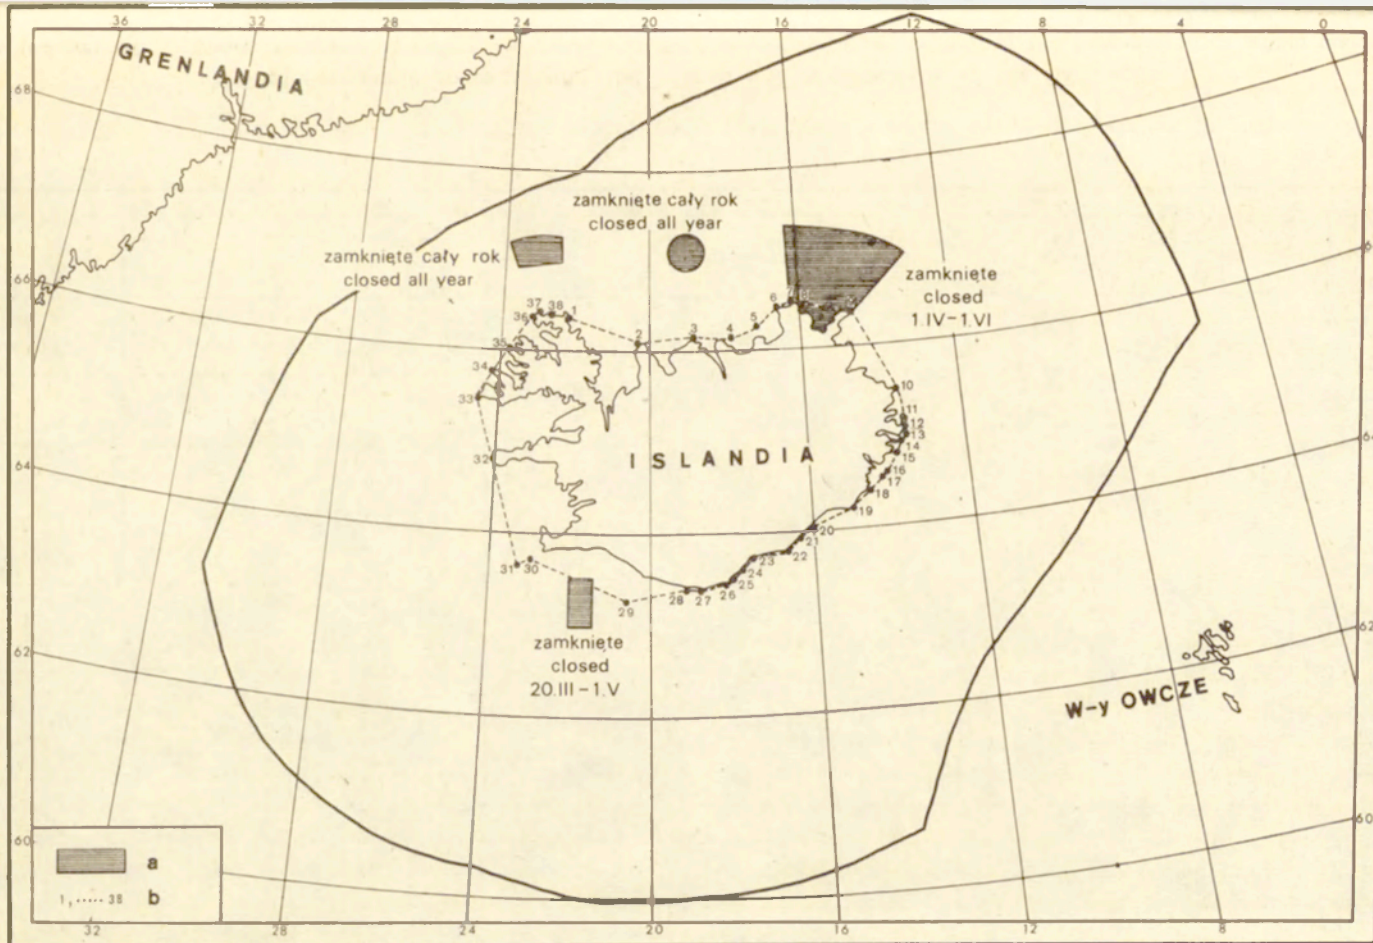 36 32 28 24 20 16 12 8 4 0
GRENLANDIA
68
zamknięte cały rok
closed all year
zamknięte cały rok
closed all year
zamknięte
closed
1.IV-1.VI
66
37 38 1
36
35
34
33
2 3 4 5 6
10
11
12
13
14
15
16
17
18
19
20
21
22
23
24
25
26
27
28
29
30
31
32
ISLANDIA
64
64
zamknięte
closed
20.III-1.V
62
62
W-y OWCZE
60
60
a
1, ..... 38 b
32 28 24 20 16 12 8